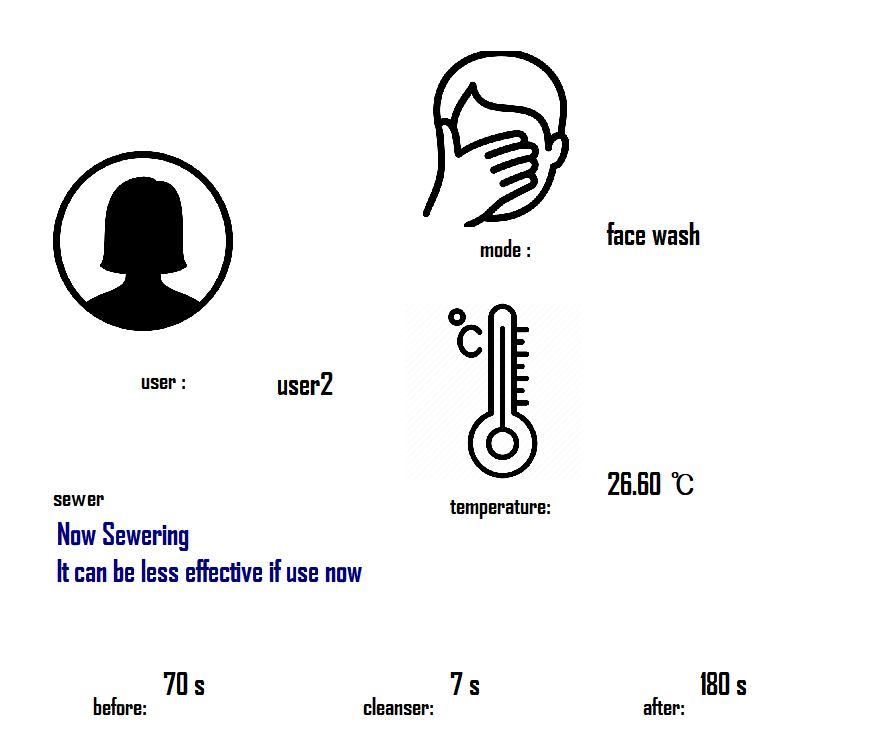 mode :
face wash
user :
user2
°C
temperature:
26.60 ℃
sewer
Now Sewering
It can be less effective if use now
before:
70 s
cleanser:
7 s
after:
180 s